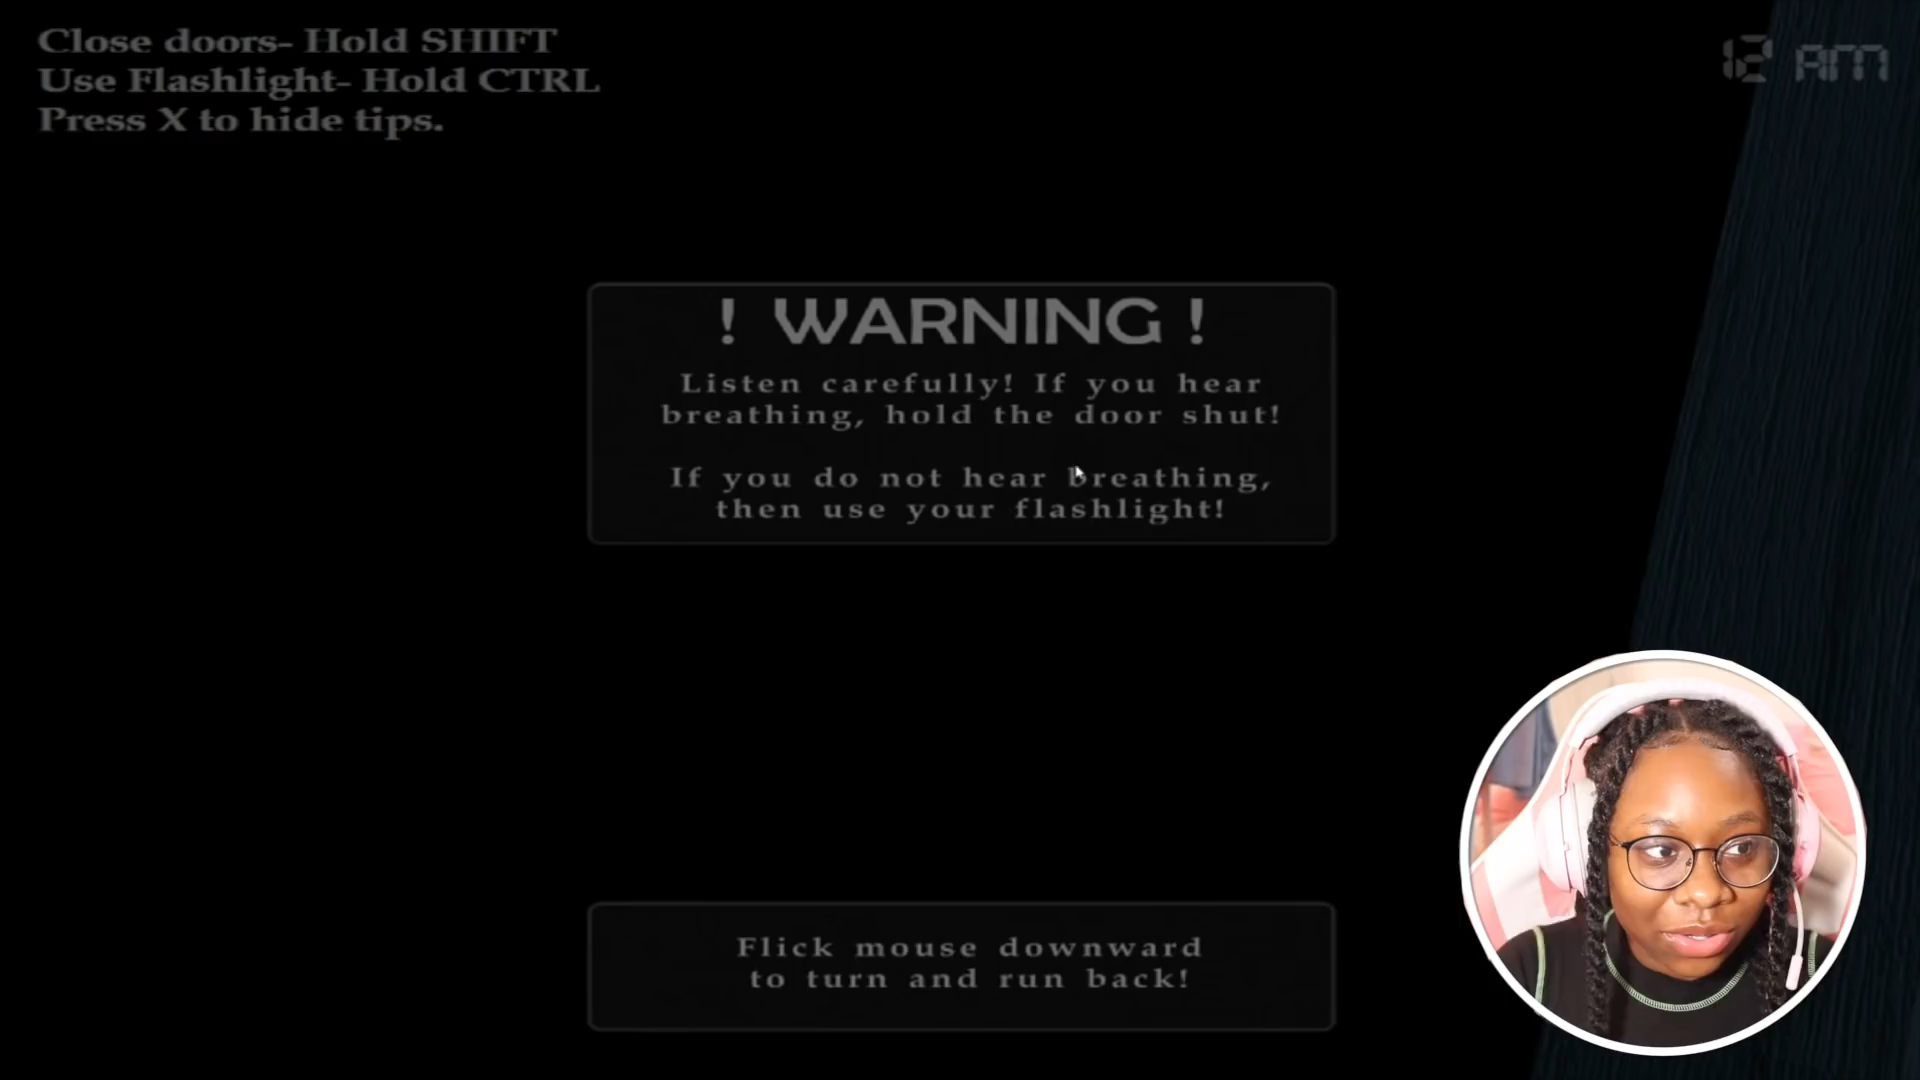 Close doors- Hold SHIFT
Use Flashlight- Hold CTRL
Press X to hide tips.
12 AM
! WARNING !
Listen carefully! If you hear
breathing, hold the door shut!
If you do not hear breathing,
then use your flashlight!
Flick mouse downward
to turn and run back!